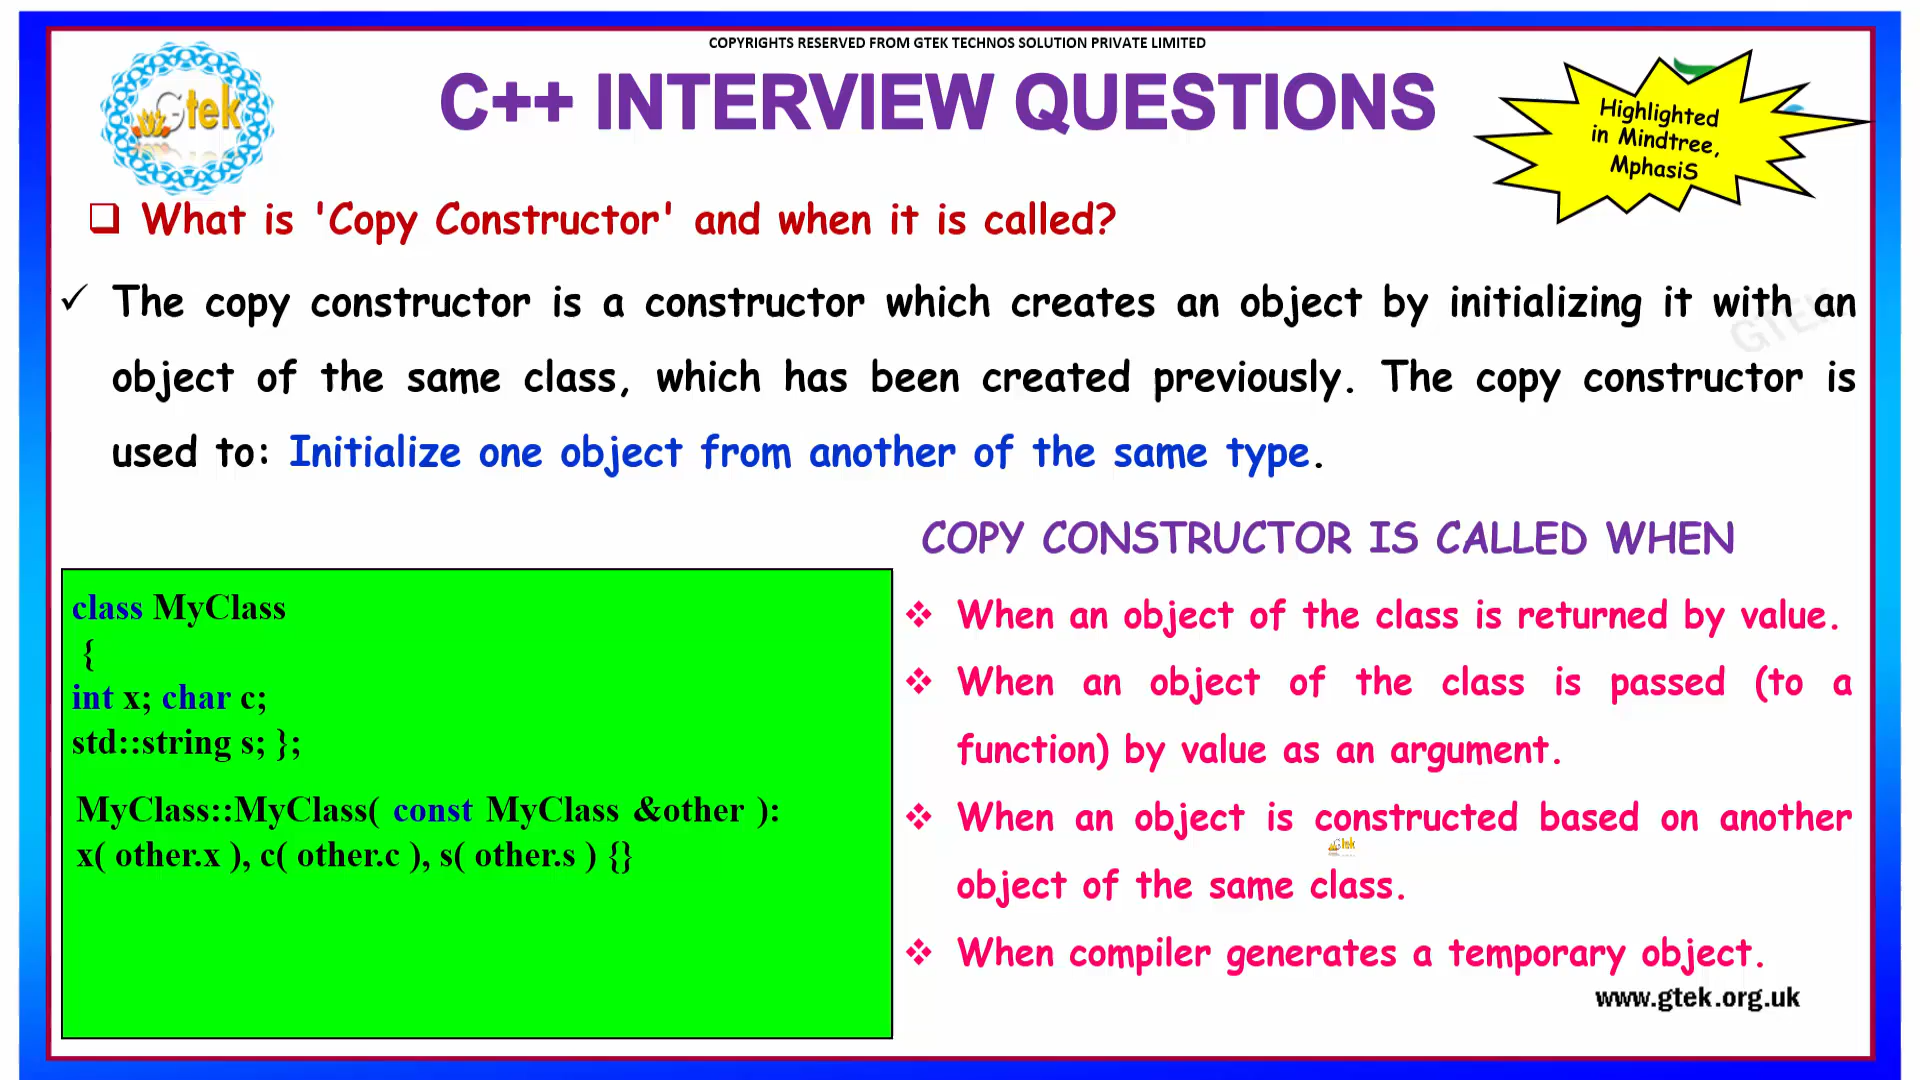 COPYRIGHTS RESERVED FROM GTEK TECHNOS SOLUTION PRIVATE LIMITED
Gtek
C++ INTERVIEW QUESTIONS
Highlighted
in Mindtree,
MphasiS
What is 'Copy Constructor' and when it is called?
The copy constructor is a constructor which creates an object by initializing it with an
object of the same class, which has been created previously. The copy constructor is
used to: Initialize one object from another of the same type.
GTEK
COPY CONSTRUCTOR IS CALLED WHEN
class MyClass
{
int x; char c;
std::string s; };
MyClass::MyClass( const MyClass &other ):
x( other.x ), c( other.c ), s( other.s ) {}
When an object of the class is returned by value.
When an object of the class is passed (to a
function) by value as an argument.
When an object is constructed based on another
Gtek
object of the same class.
When compiler generates a temporary object.
www.gtek.org.uk